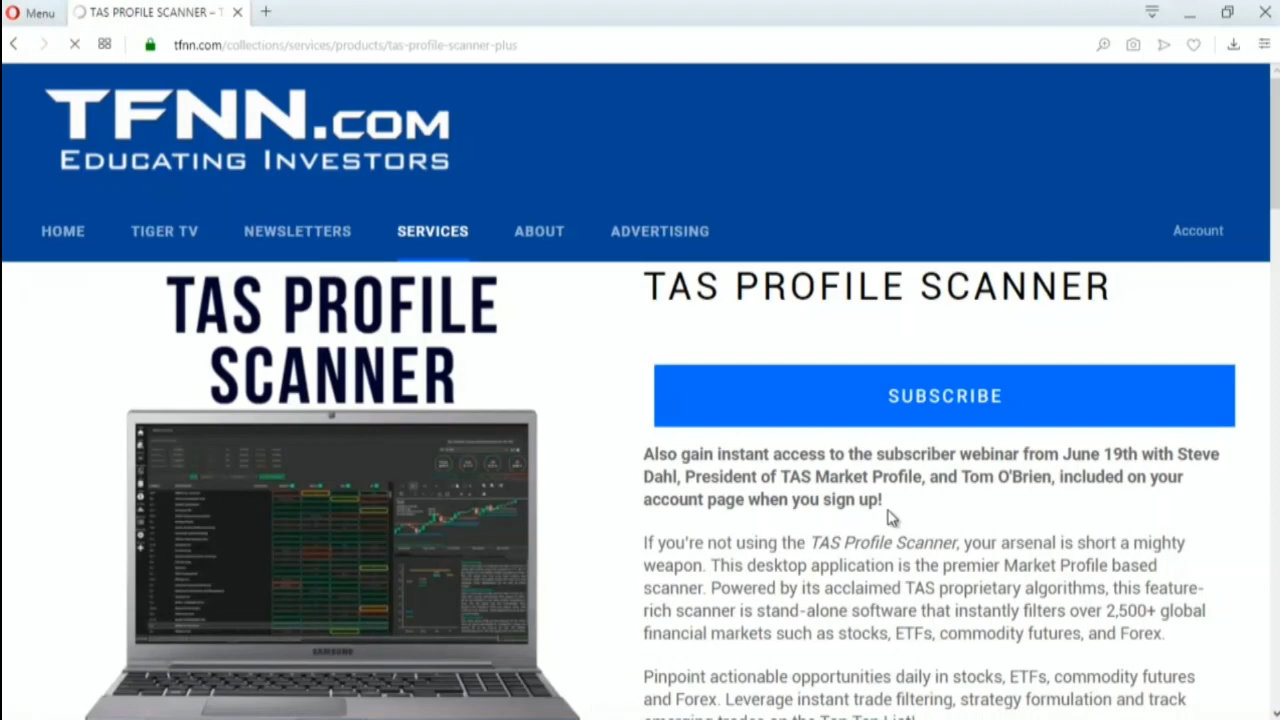 Menu
TAS PROFILE SCANNER – T
tfnn.com/collections/services/products/tas-profile-scanner-plus
TFNN.COM
EDUCATING INVESTORS
HOME TIGER TV NEWSLETTERS SERVICES ABOUT ADVERTISING Account
TAS PROFILE
SCANNER
SAMSUNG
TAS PROFILE SCANNER
SUBSCRIBE
Also gain instant access to the subscriber webinar from June 19th with Steve
Dahl, President of TAS Market Profile, and Tom O'Brien, included on your
account page when you sign up!
If you're not using the TAS Profile Scanner, your arsenal is short a mighty
weapon. This desktop application is the premier Market Profile based
scanner. Powered by its acclaimed TAS proprietary algorithms, this feature-
rich scanner is stand-alone software that instantly filters over 2,500+ global
financial markets such as stocks, ETFs, commodity futures, and Forex.
Pinpoint actionable opportunities daily in stocks, ETFs, commodity futures
and Forex. Leverage instant trade filtering, strategy formulation and track
emerging trades on the Top Ten List!